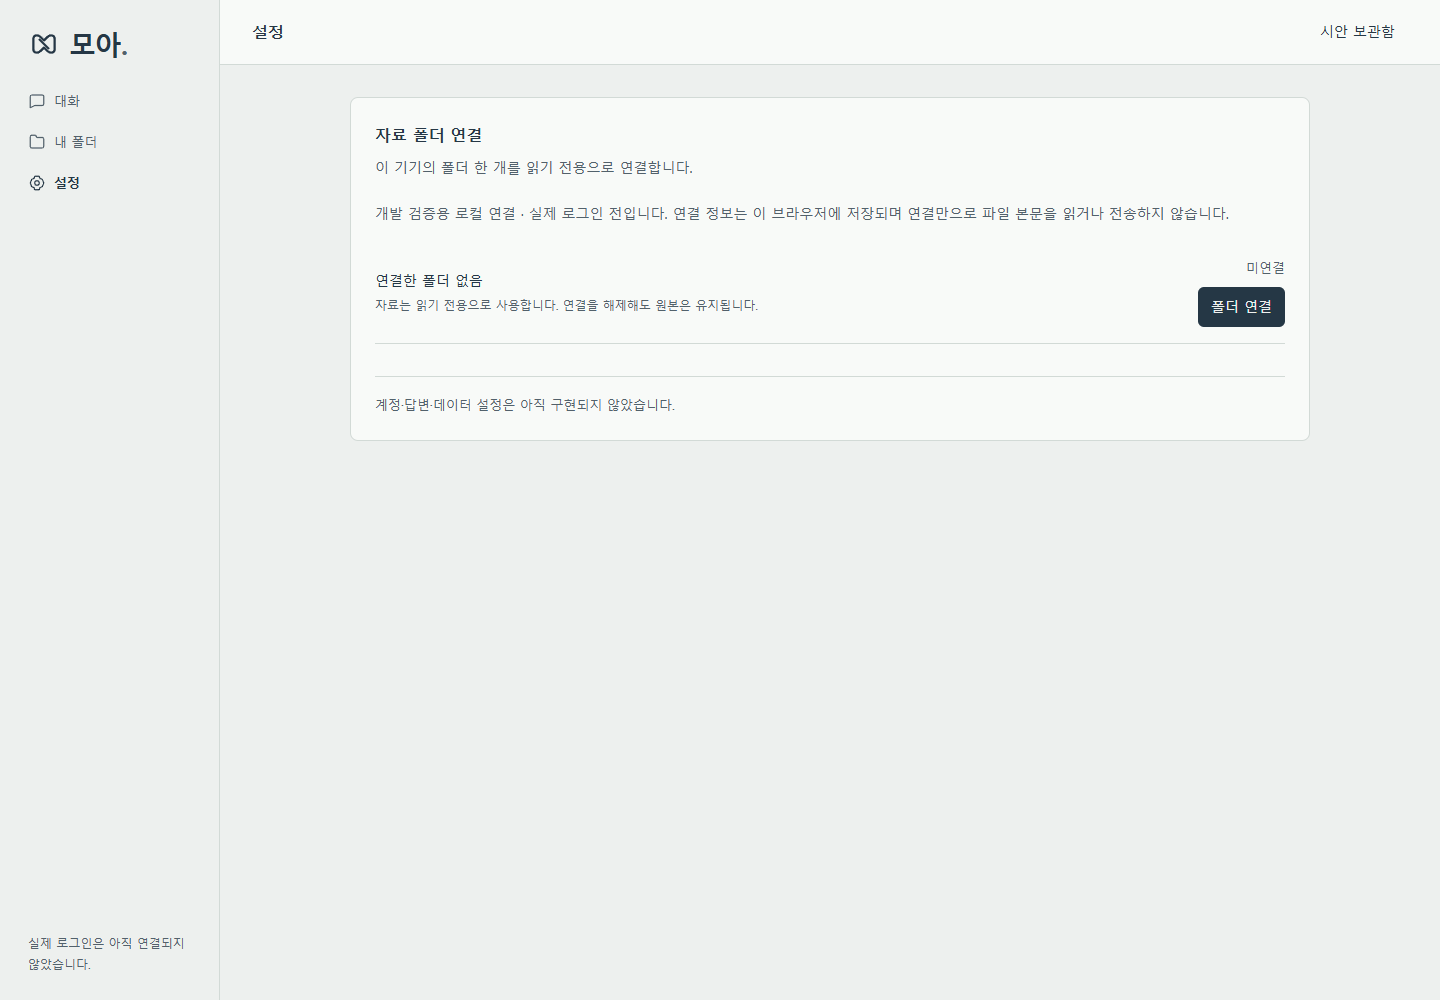 모아.
대화
내 폴더
설정
실제 로그인은 아직 연결되지
않았습니다.
설정
시안 보관함
자료 폴더 연결
이 기기의 폴더 한 개를 읽기 전용으로 연결합니다.
개발 검증용 로컬 연결 · 실제 로그인 전입니다. 연결 정보는 이 브라우저에 저장되며 연결만으로 파일 본문을 읽거나 전송하지 않습니다.
연결한 폴더 없음
자료는 읽기 전용으로 사용합니다. 연결을 해제해도 원본은 유지됩니다.
미연결
폴더 연결
계정·답변·데이터 설정은 아직 구현되지 않았습니다.